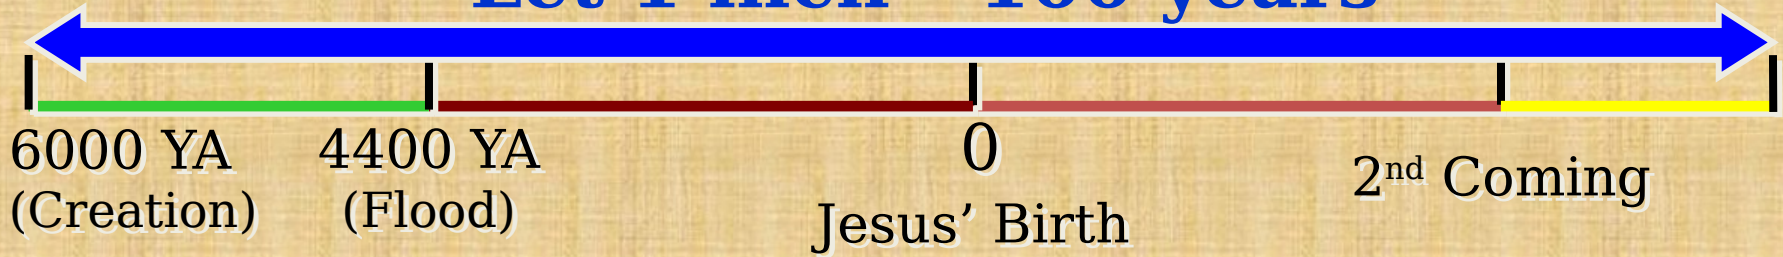 6000 YA
(Creation)
4400 YA
(Flood)
0
Jesus’ Birth
2nd Coming